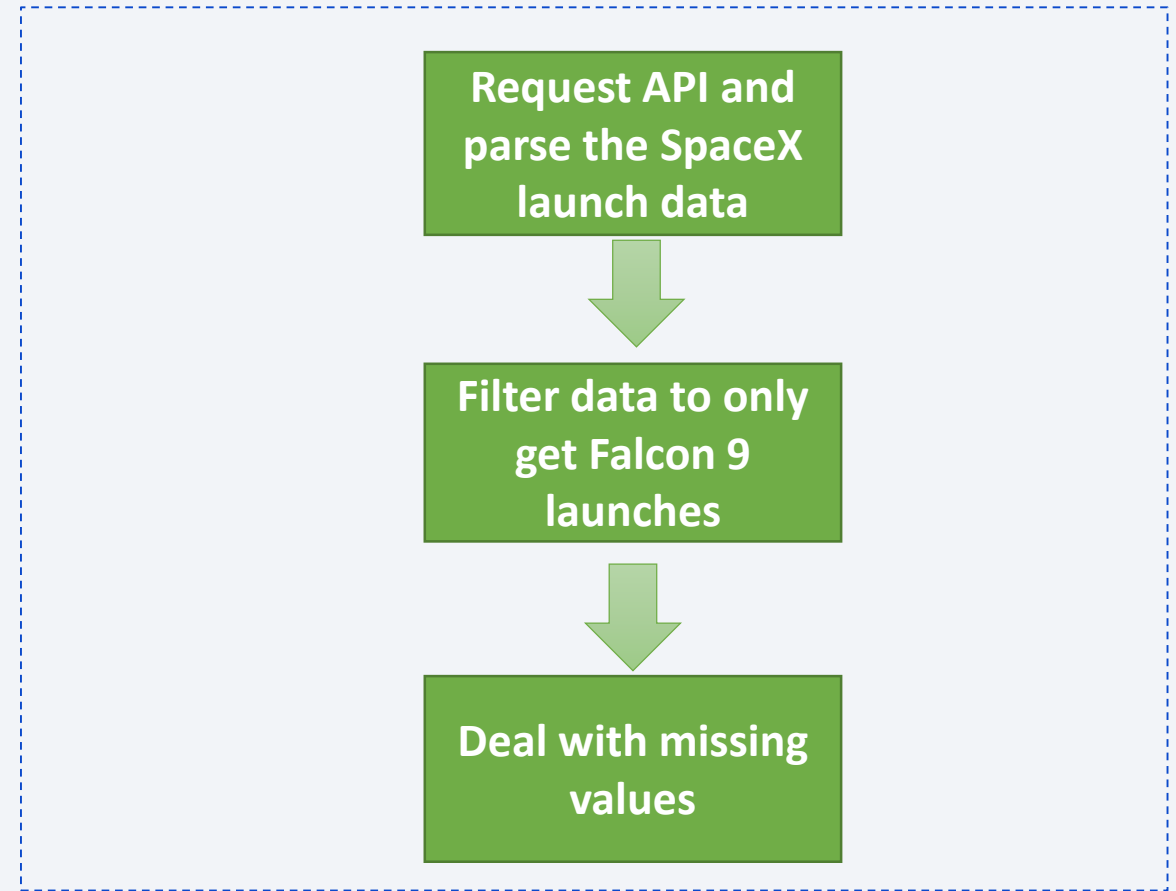 Request API and
parse the SpaceX
launch data
Filter data to only
get Falcon 9
launches
Deal with missing
values